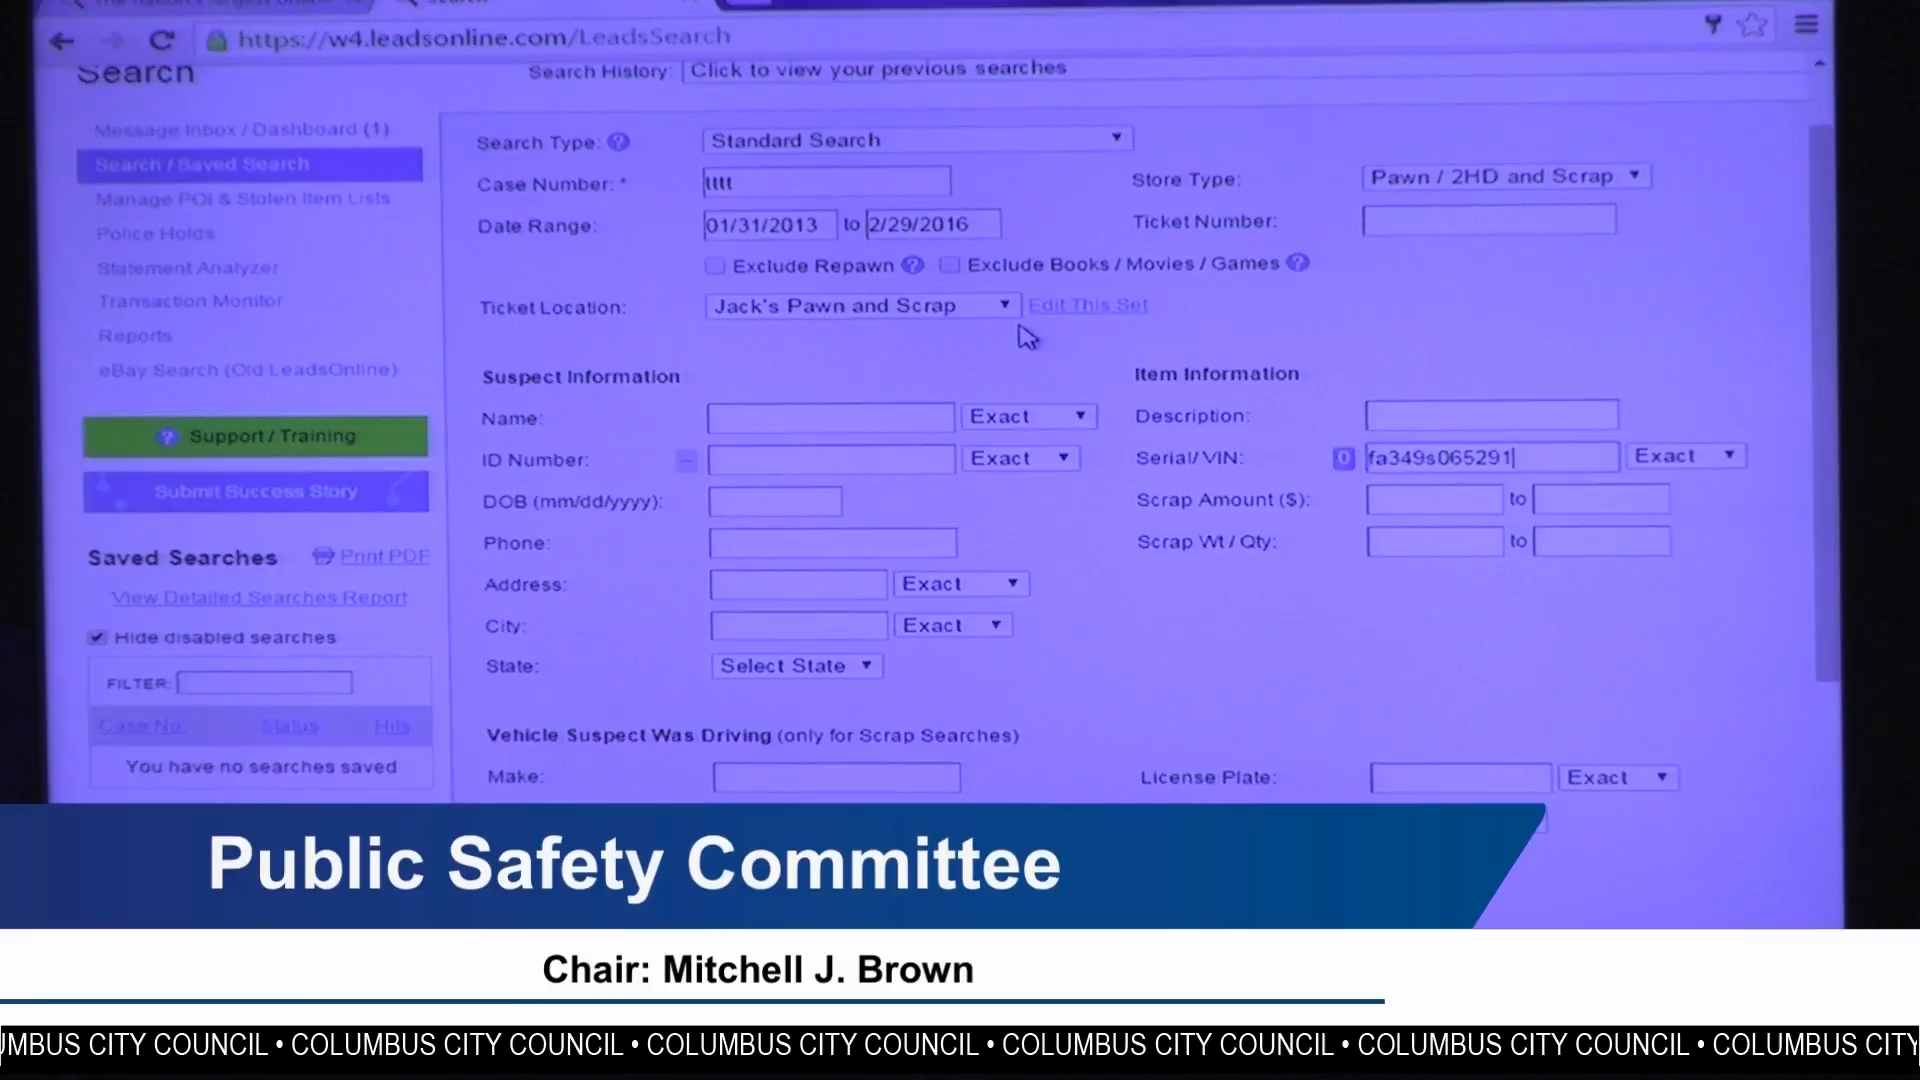 https://w4.leadsonline.com/LeadsSearch
Search
Search History: Click to view your previous searches
Message Inbox / Dashboard (1)
Search / Saved Search
Manage POI & Stolen Item Lists
Police Holds
Statement Analyzer
Transaction Monitor
Reports
eBay Search (Old LeadsOnline)
Support / Training
Submit Success Story
Saved Searches Print PDF
View Detailed Searches Report
Hide disabled searches
FILTER:
Case No. Status Hits
You have no searches saved
Search Type: Standard Search
Case Number: * tttt
Store Type: Pawn / 2HD and Scrap
Date Range: 01/31/2013 to 2/29/2016
Ticket Number:
Exclude Repawn Exclude Books / Movies / Games
Ticket Location: Jack's Pawn and Scrap Edit This Set
Suspect Information
Name: Exact
ID Number: Exact
DOB (mm/dd/yyyy):
Phone:
Address: Exact
City: Exact
State: Select State
Item Information
Description:
Serial/ VIN: fa349s065291 Exact
Scrap Amount ($): to
Scrap Wt / Qty: to
Vehicle Suspect Was Driving (only for Scrap Searches)
Make:
License Plate: Exact
Public Safety Committee
Chair: Mitchell J. Brown
UMBUS CITY COUNCIL • COLUMBUS CITY COUNCIL • COLUMBUS CITY COUNCIL • COLUMBUS CITY COUNCIL • COLUMBUS CITY COUNCIL • COLUMBUS CITY